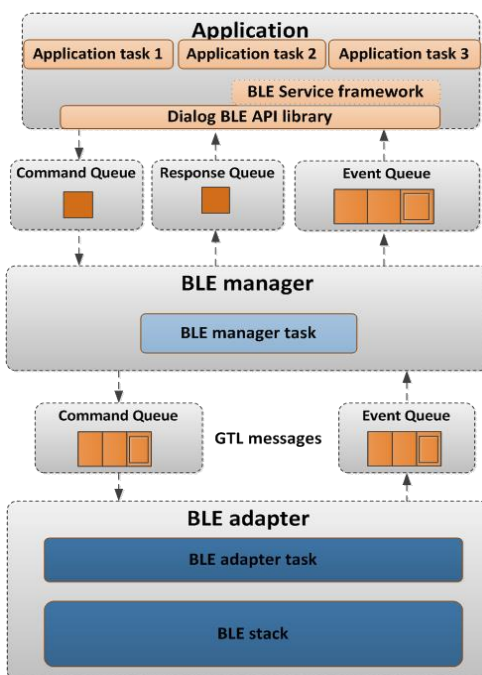 Application
Application task 1
Application task 2
Application task 3
BLE Service framework
Dialog BLE API library
Command Queue
Response Queue
Event Queue
BLE manager
BLE manager task
Command Queue
GTL messages
Event Queue
BLE adapter
BLE adapter task
BLE stack